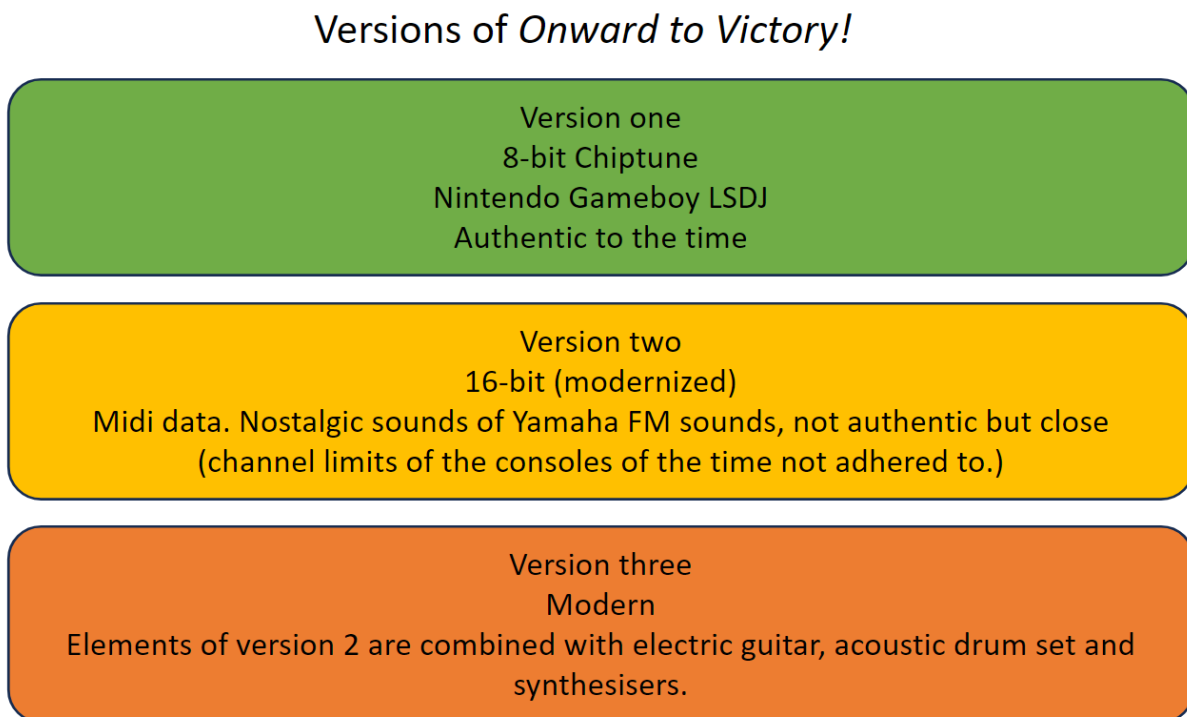 Versions of Onward to Victory!
Version one
8-bit Chiptune
Nintendo Gameboy LSDJ
Authentic to the time
Version two
16-bit (modernized)
Midi data. Nostalgic sounds of Yamaha FM sounds, not authentic but close
(channel limits of the consoles of the time not adhered to.)
Version three
Modern
Elements of version 2 are combined with electric guitar, acoustic drum set and
synthesisers.